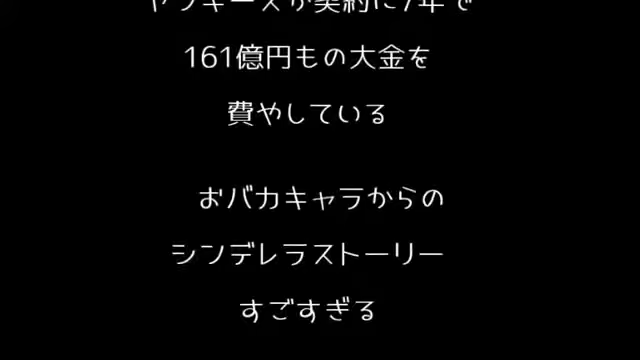 ヤンキースが契約に7年で
161億円もの大金を
費やしている
おバカキャラからの
シンデレラストーリー
すごすぎる